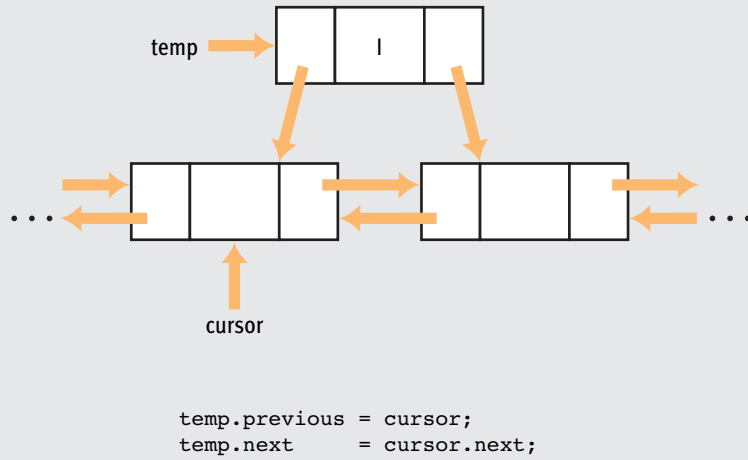 temp
I
. . .
. . .
cursor
temp.previous = cursor;
temp.next     = cursor.next;